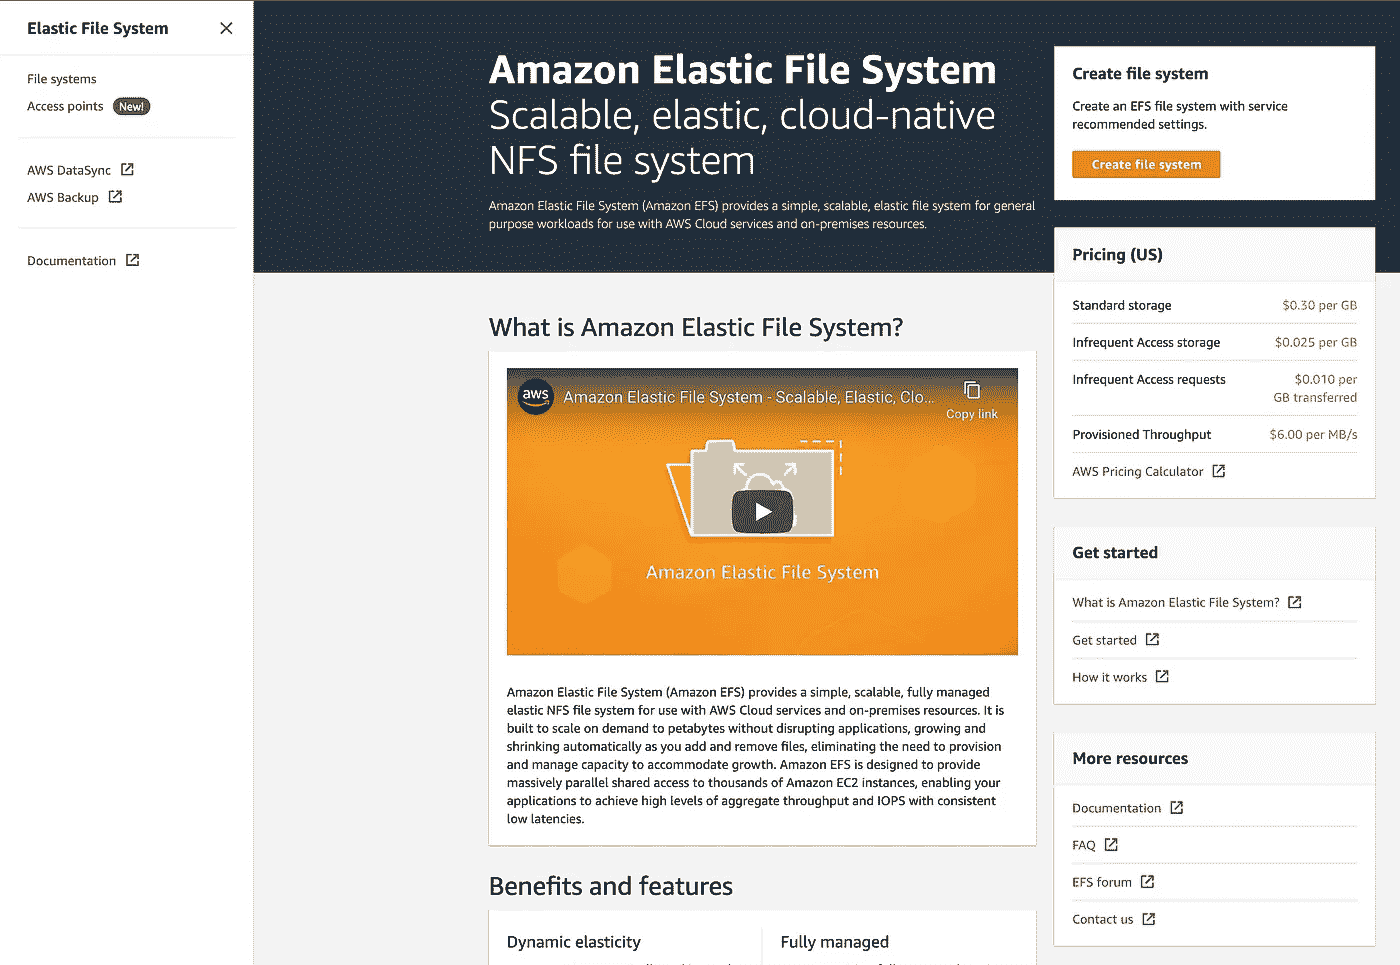 Elastic File System
File systems
Access points New!
AWS DataSync
AWS Backup
Documentation
Amazon Elastic File System
Scalable, elastic, cloud-native
NFS file system
Amazon Elastic File System (Amazon EFS) provides a simple, scalable, elastic file system for general
purpose workloads for use with AWS Cloud services and on-premises resources.
Create file system
Create an EFS file system with service
recommended settings.
Create file system
What is Amazon Elastic File System?
aws
Amazon Elastic File System - Scalable, Elastic, Clo...
Copy link
Amazon Elastic File System
Amazon Elastic File System (Amazon EFS) provides a simple, scalable, fully managed
elastic NFS file system for use with AWS Cloud services and on-premises resources. It is
built to scale on demand to petabytes without disrupting applications, growing and
shrinking automatically as you add and remove files, eliminating the need to provision
and manage capacity to accommodate growth. Amazon EFS is designed to provide
massively parallel shared access to thousands of Amazon EC2 instances, enabling your
applications to achieve high levels of aggregate throughput and IOPS with consistent
low latencies.
Benefits and features
Dynamic elasticity
Fully managed
Pricing (US)
Standard storage $0.30 per GB
Infrequent Access storage $0.025 per GB
Infrequent Access requests $0.010 per
GB transferred
Provisioned Throughput $6.00 per MB/s
AWS Pricing Calculator
Get started
What is Amazon Elastic File System?
Get started
How it works
More resources
Documentation
FAQ
EFS forum
Contact us